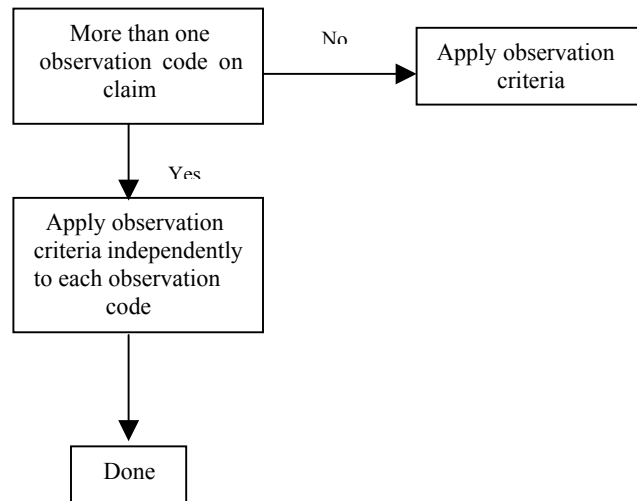 More than one
observation code on
claim
No
Apply observation
criteria
Yes
Apply observation
criteria independently
to each observation
code
Done